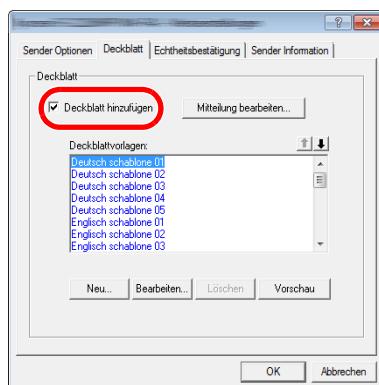 Sender Optionen Deckblatt Echtheitsbestätigung Sender Information
Deckblatt
Deckblatt hinzufügen Mitteilung bearbeiten...
Deckblattvorlagen:
Deutsch schablone 01
Deutsch schablone 02
Deutsch schablone 03
Deutsch schablone 04
Deutsch schablone 05
Englisch schablone 01
Englisch schablone 02
Englisch schablone 03
Neu... Bearbeiten... Löschen Vorschau
OK Abbrechen